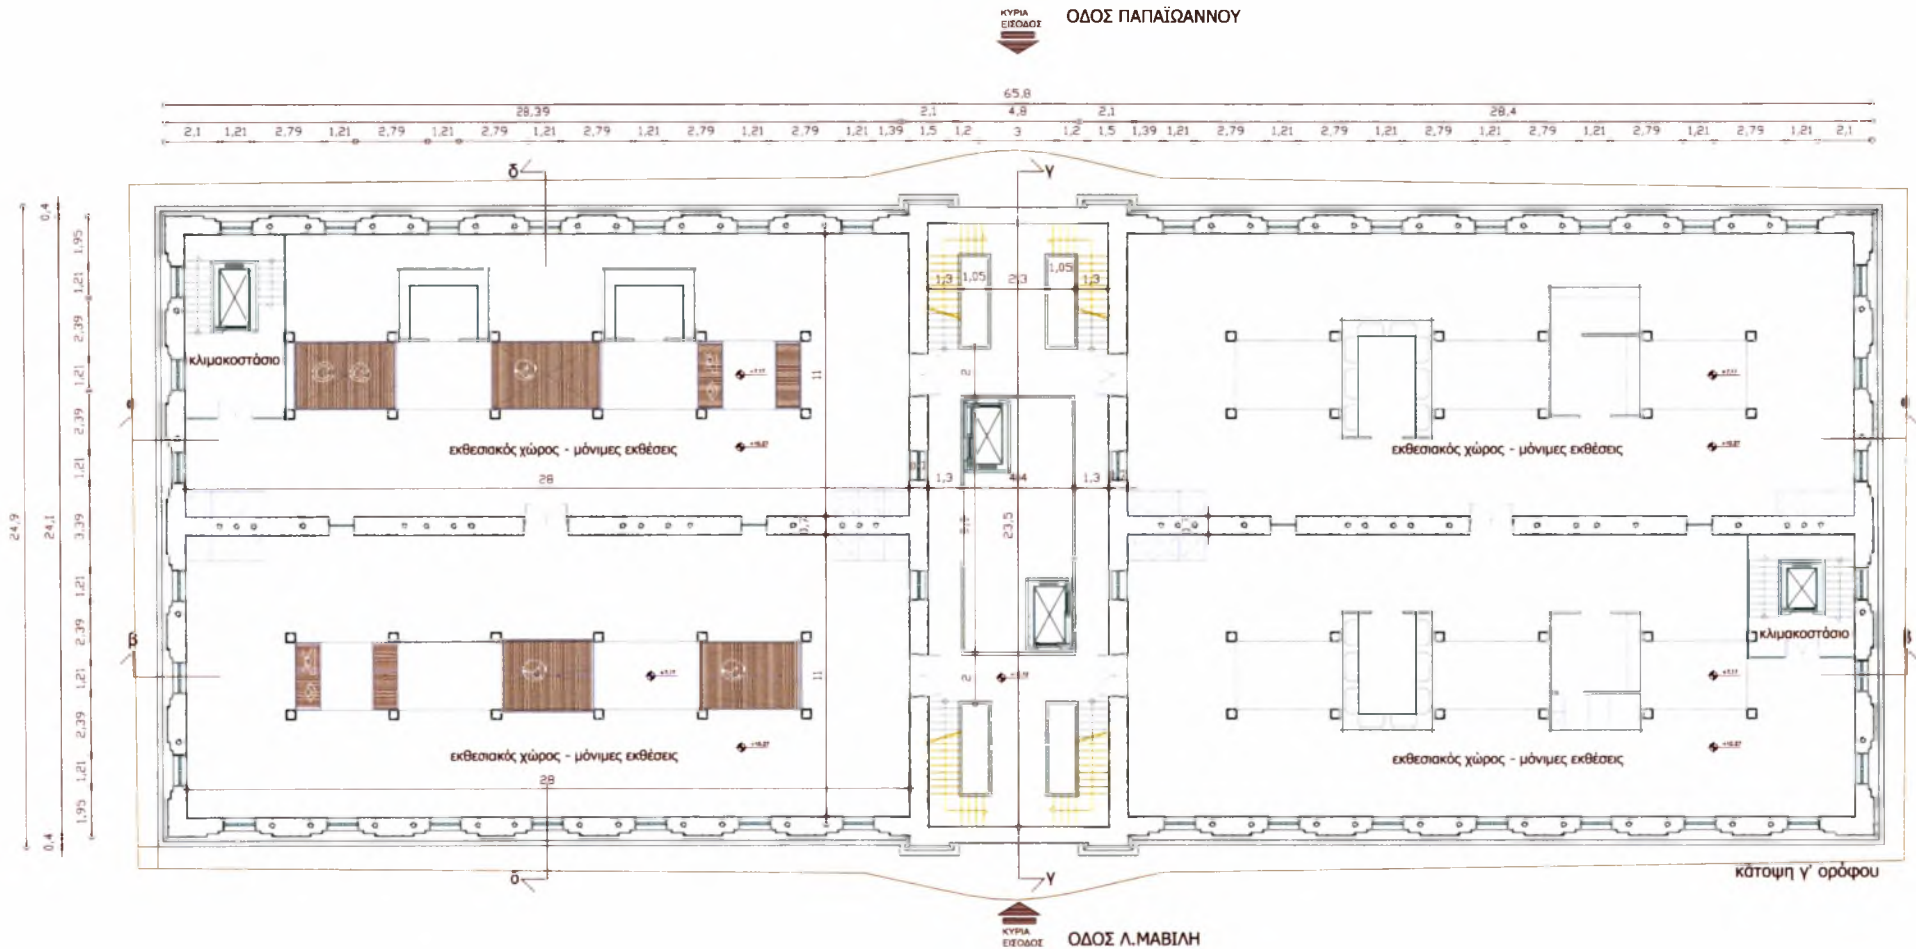 ΚΥΡΙΑ
ΕΙΣΟΔΟΣ
ΟΔΟΣ ΠΑΠΑΪΩΑΝΝΟΥ
65,8
28,39 2,1 4,8 2,1 28,4
2,1 1,21 2,79 1,21 2,79 1,21 2,79 1,21 2,79 1,21 2,79 1,21 2,79 1,21 1,39 1,5 1,2 3 1,2 1,5 1,39 1,21 2,79 1,21 2,79 1,21 2,79 1,21 2,79 1,21 2,79 1,21 2,79 1,21 2,1
δ γ
0,4
1,95
1,21
2,39
1,21
2,39
1,21
3,39
1,21
2,39
1,21
2,39
1,21
1,95
0,4
24,9
24,1
1,3 1,05 2,3 1,05 1,3
κλιμακοστάσιο
11
2
εκθεσιακός χώρος - μόνιμες εκθέσεις
εκθεσιακός χώρος - μόνιμες εκθέσεις
28
1,3 4,4 1,3
23,5
κλιμακοστάσιο
β β
11
2
εκθεσιακός χώρος - μόνιμες εκθέσεις
εκθεσιακός χώρος - μόνιμες εκθέσεις
28
δ γ
κάτοψη γ' ορόφου
ΚΥΡΙΑ
ΕΙΣΟΔΟΣ
ΟΔΟΣ Λ.ΜΑΒΙΛΗ